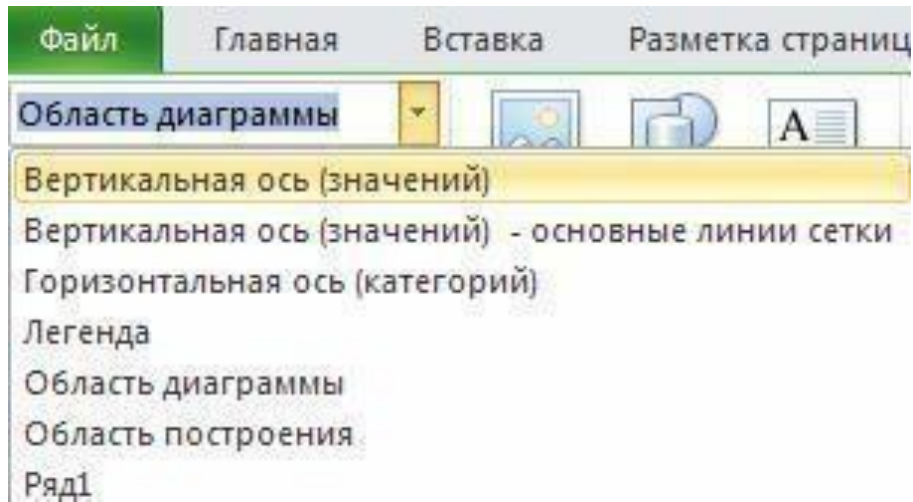 Файл Главная Вставка Разметка страниц
Область диаграммы A
Вертикальная ось (значений)
Вертикальная ось (значений) - основные линии сетки
Горизонтальная ось (категорий)
Легенда
Область диаграммы
Область построения
Ряд1